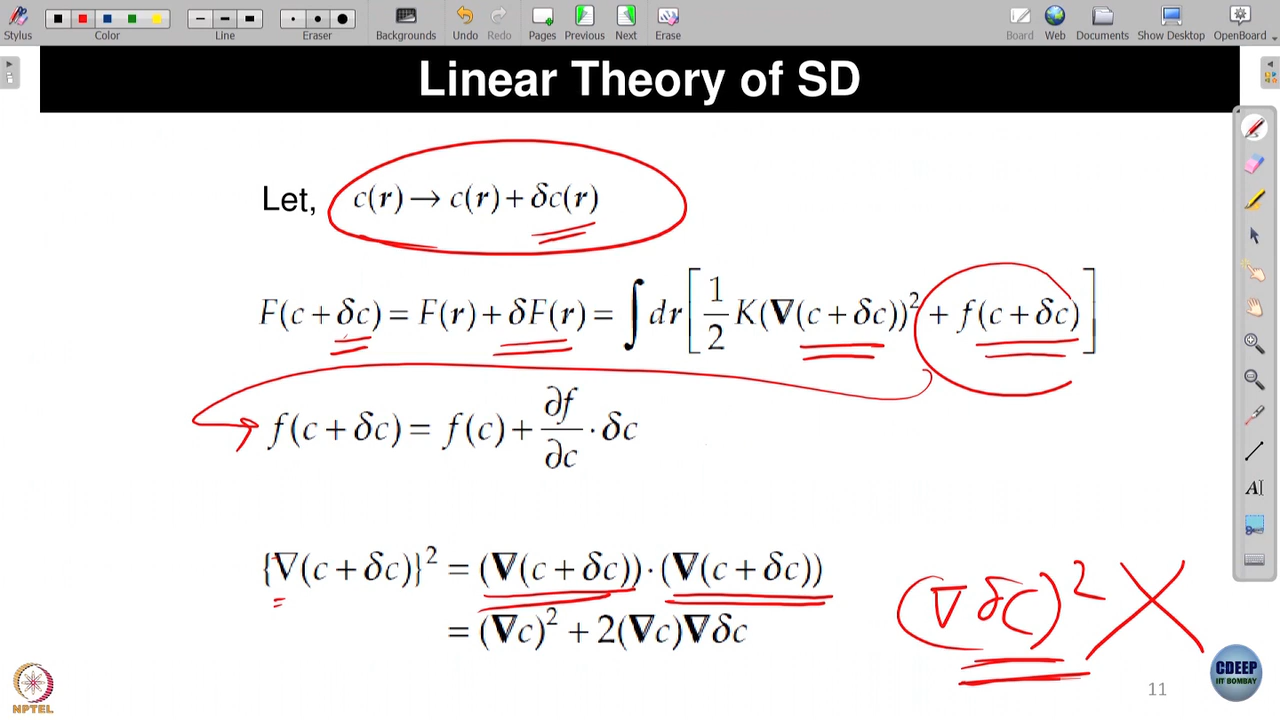 Stylus Color Line Eraser Backgrounds Undo Redo Pages Previous Next Erase Board Web Documents Show Desktop OpenBoard
Linear Theory of SD
Let, c(r) → c(r) + δc(r)
F(c + δc) = F(r) + δF(r) = ∫ dr [ 1/2 K(∇(c + δc))² + f(c + δc) ]
f(c + δc) = f(c) + ∂f/∂c · δc
{∇(c + δc)}² = (∇(c + δc)) · (∇(c + δc))
= (∇c)² + 2(∇c)∇δc
(∇δc)²
AI
NPTEL
11
CDEEP
IIT BOMBAY